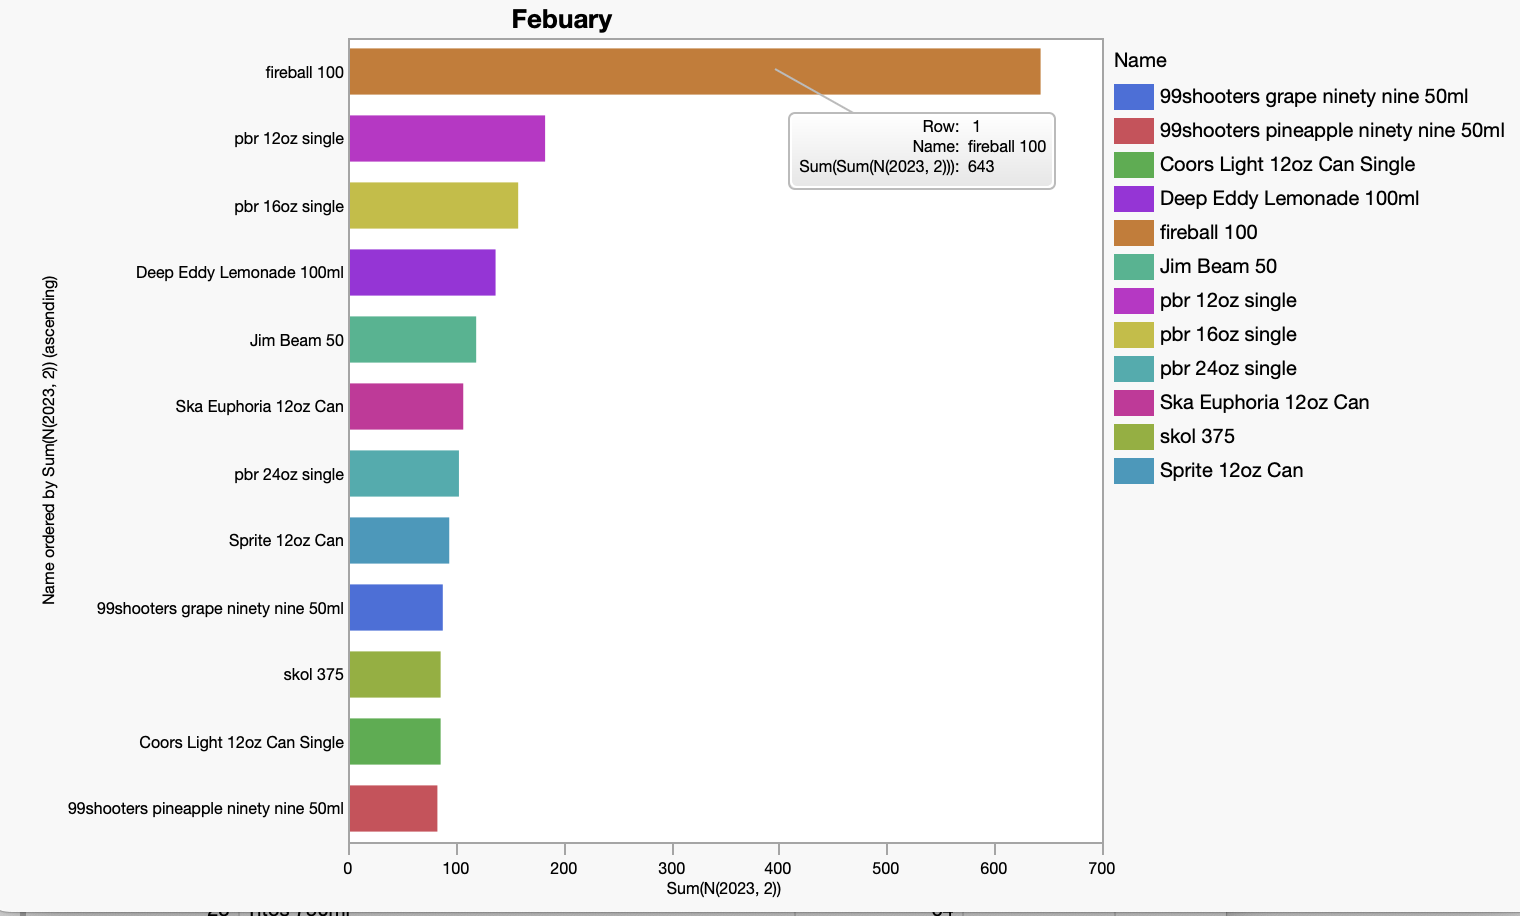 Febuary
fireball 100
pbr 12oz single
pbr 16oz single
Deep Eddy Lemonade 100ml
Jim Beam 50
Ska Euphoria 12oz Can
pbr 24oz single
Sprite 12oz Can
99shooters grape ninety nine 50ml
skol 375
Coors Light 12oz Can Single
99shooters pineapple ninety nine 50ml
Name ordered by Sum(N(2023, 2)) (ascending)
Row: 1
Name: fireball 100
Sum(Sum(N(2023, 2))): 643
0 100 200 300 400 500 600 700
Sum(N(2023, 2))
Name
99shooters grape ninety nine 50ml
99shooters pineapple ninety nine 50ml
Coors Light 12oz Can Single
Deep Eddy Lemonade 100ml
fireball 100
Jim Beam 50
pbr 12oz single
pbr 16oz single
pbr 24oz single
Ska Euphoria 12oz Can
skol 375
Sprite 12oz Can